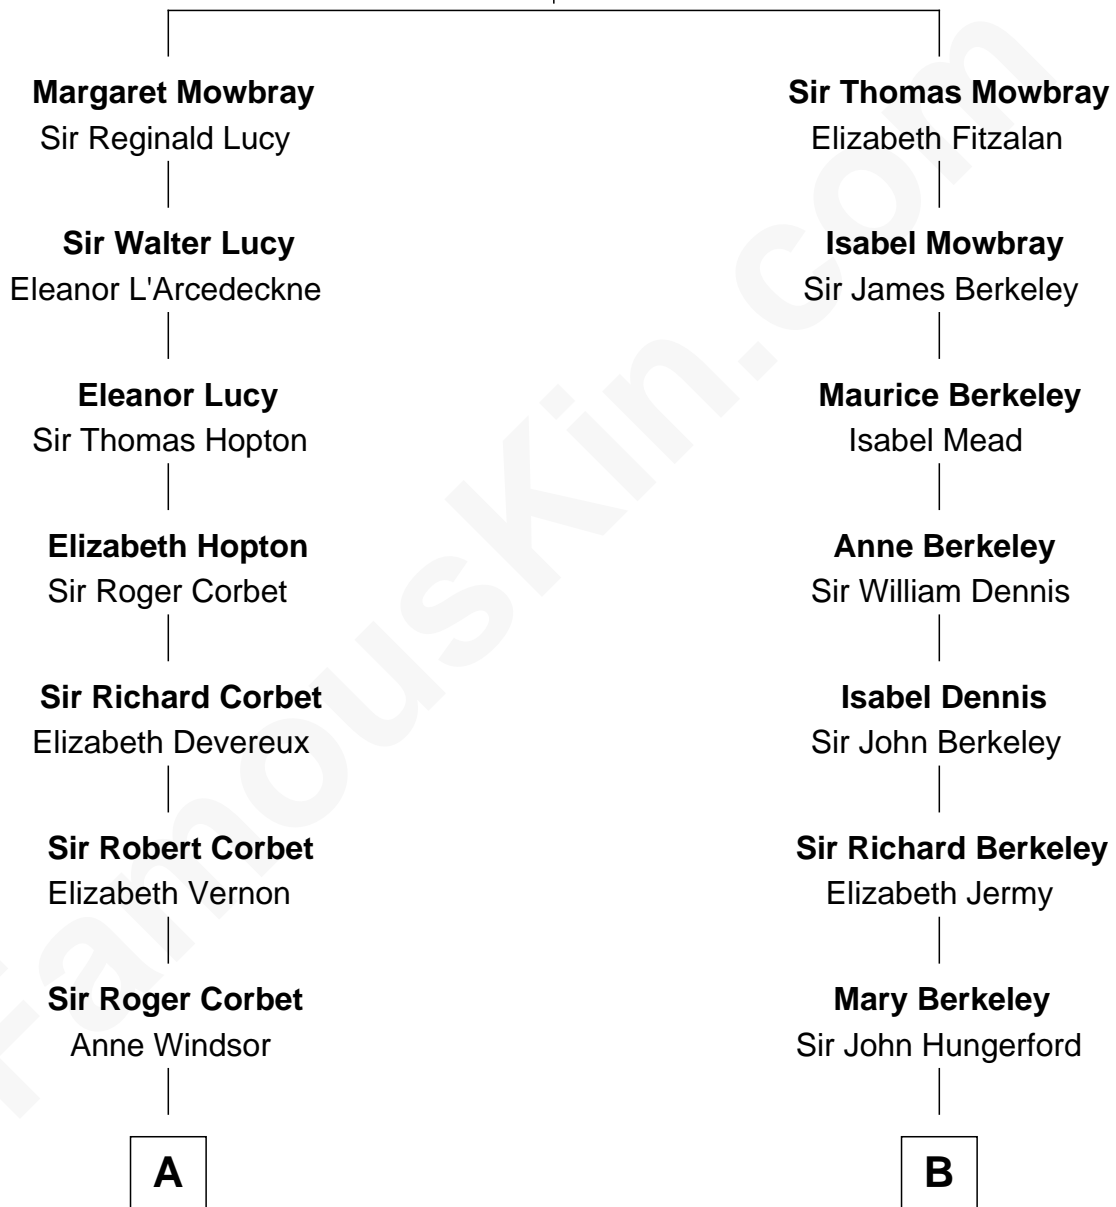 Margaret Mowbray
Sir Reginald Lucy
Sir Walter Lucy
Eleanor L'Arcedeckne
Eleanor Lucy
Sir Thomas Hopton
Elizabeth Hopton
Sir Roger Corbet
Sir Richard Corbet
Elizabeth Devereux
Sir Robert Corbet
Elizabeth Vernon
Sir Roger Corbet
Anne Windsor
A
Sir Thomas Mowbray
Elizabeth Fitzalan
Isabel Mowbray
Sir James Berkeley
Maurice Berkeley
Isabel Mead
Anne Berkeley
Sir William Dennis
Isabel Dennis
Sir John Berkeley
Sir Richard Berkeley
Elizabeth Jermy
Mary Berkeley
Sir John Hungerford
B
FamousKin.com